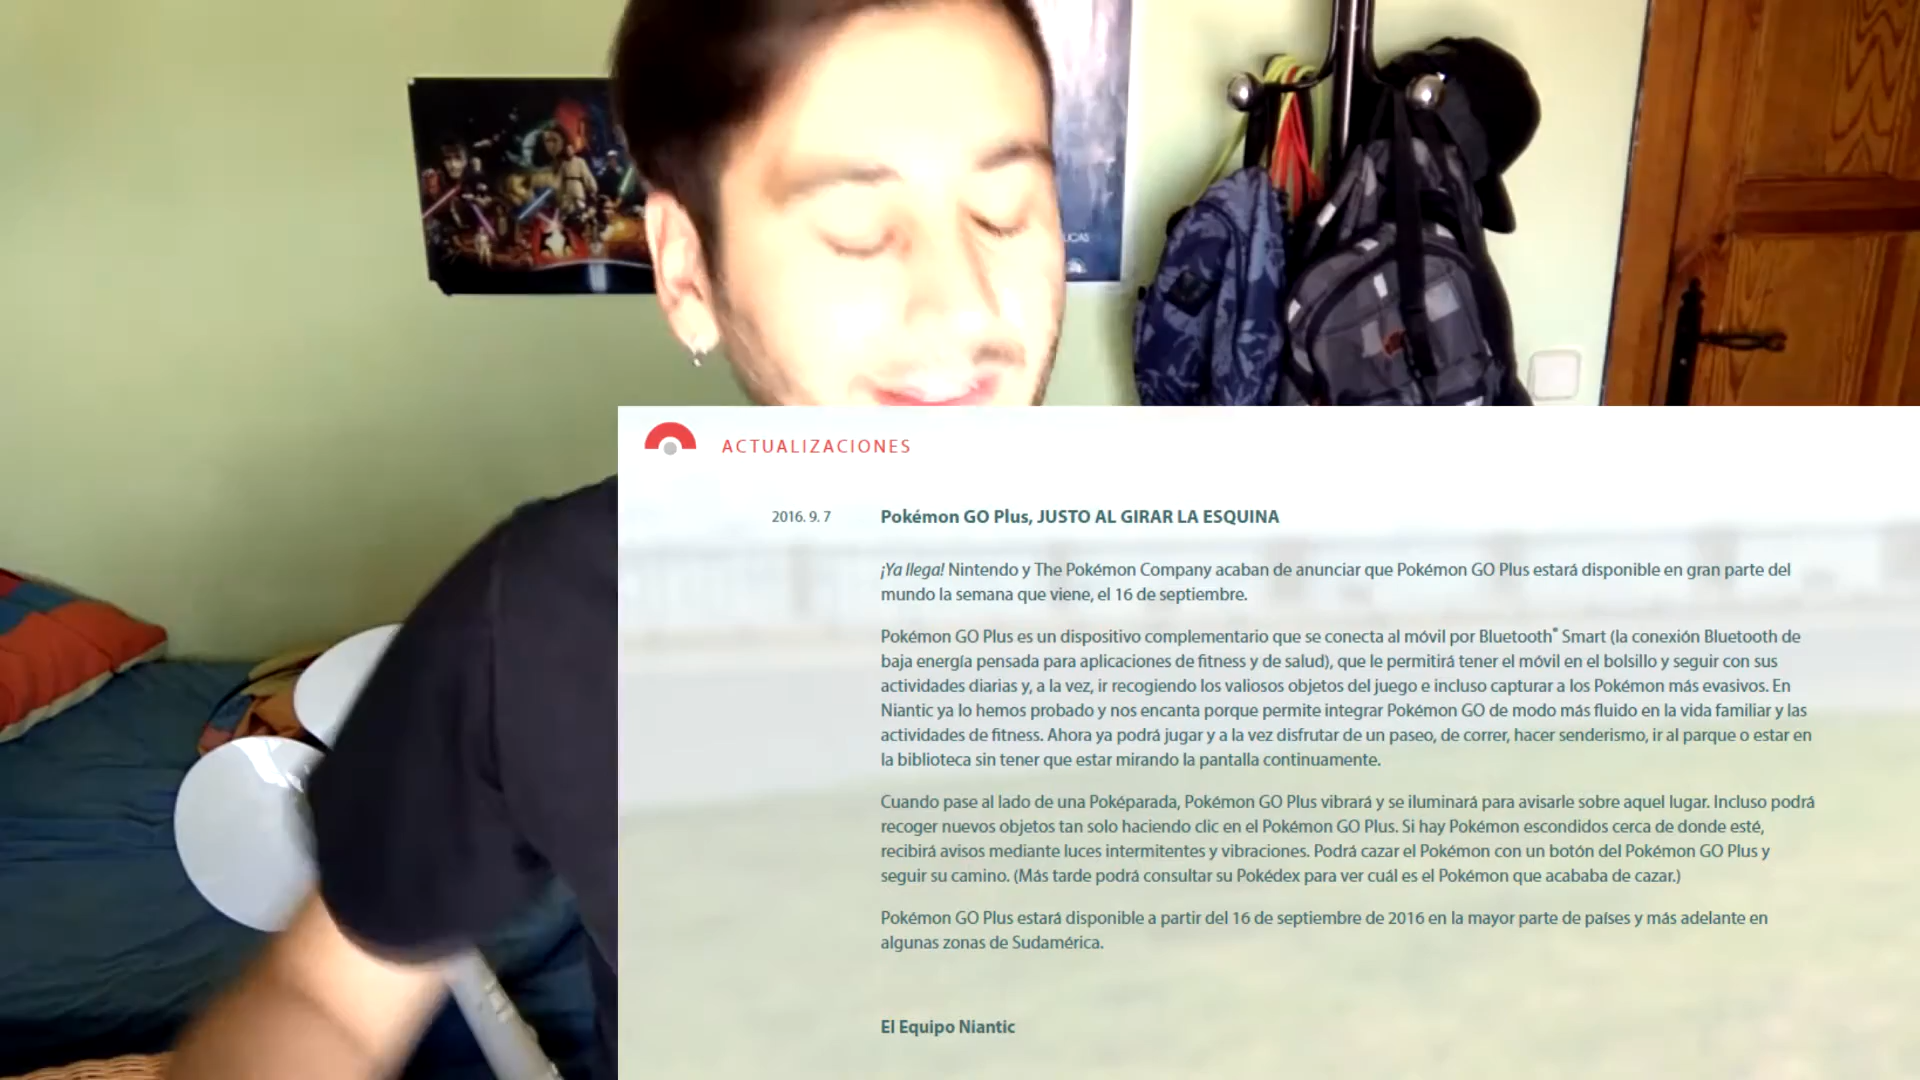 UCAS
ACTUALIZACIONES
2016. 9. 7
Pokémon GO Plus, JUSTO AL GIRAR LA ESQUINA
¡Ya llega! Nintendo y The Pokémon Company acaban de anunciar que Pokémon GO Plus estará disponible en gran parte del
mundo la semana que viene, el 16 de septiembre.
Pokémon GO Plus es un dispositivo complementario que se conecta al móvil por Bluetooth® Smart (la conexión Bluetooth de
baja energía pensada para aplicaciones de fitness y de salud), que le permitirá tener el móvil en el bolsillo y seguir con sus
actividades diarias y, a la vez, ir recogiendo los valiosos objetos del juego e incluso capturar a los Pokémon más evasivos. En
Niantic ya lo hemos probado y nos encanta porque permite integrar Pokémon GO de modo más fluido en la vida familiar y las
actividades de fitness. Ahora ya podrá jugar y a la vez disfrutar de un paseo, de correr, hacer senderismo, ir al parque o estar en
la biblioteca sin tener que estar mirando la pantalla continuamente.
Cuando pase al lado de una Poképarada, Pokémon GO Plus vibrará y se iluminará para avisarle sobre aquel lugar. Incluso podrá
recoger nuevos objetos tan solo haciendo clic en el Pokémon GO Plus. Si hay Pokémon escondidos cerca de donde esté,
recibirá avisos mediante luces intermitentes y vibraciones. Podrá cazar el Pokémon con un botón del Pokémon GO Plus y
seguir su camino. (Más tarde podrá consultar su Pokédex para ver cuál es el Pokémon que acababa de cazar.)
Pokémon GO Plus estará disponible a partir del 16 de septiembre de 2016 en la mayor parte de países y más adelante en
algunas zonas de Sudamérica.
El Equipo Niantic